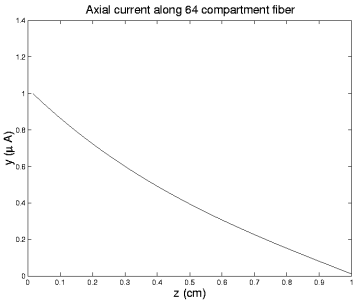 Axial current along 64 compartment fiber
1.4
1.2
1
0.8
0.6
0.4
0.2
0
y (μ A)
0 0.1 0.2 0.3 0.4 0.5 0.6 0.7 0.8 0.9 1
z (cm)